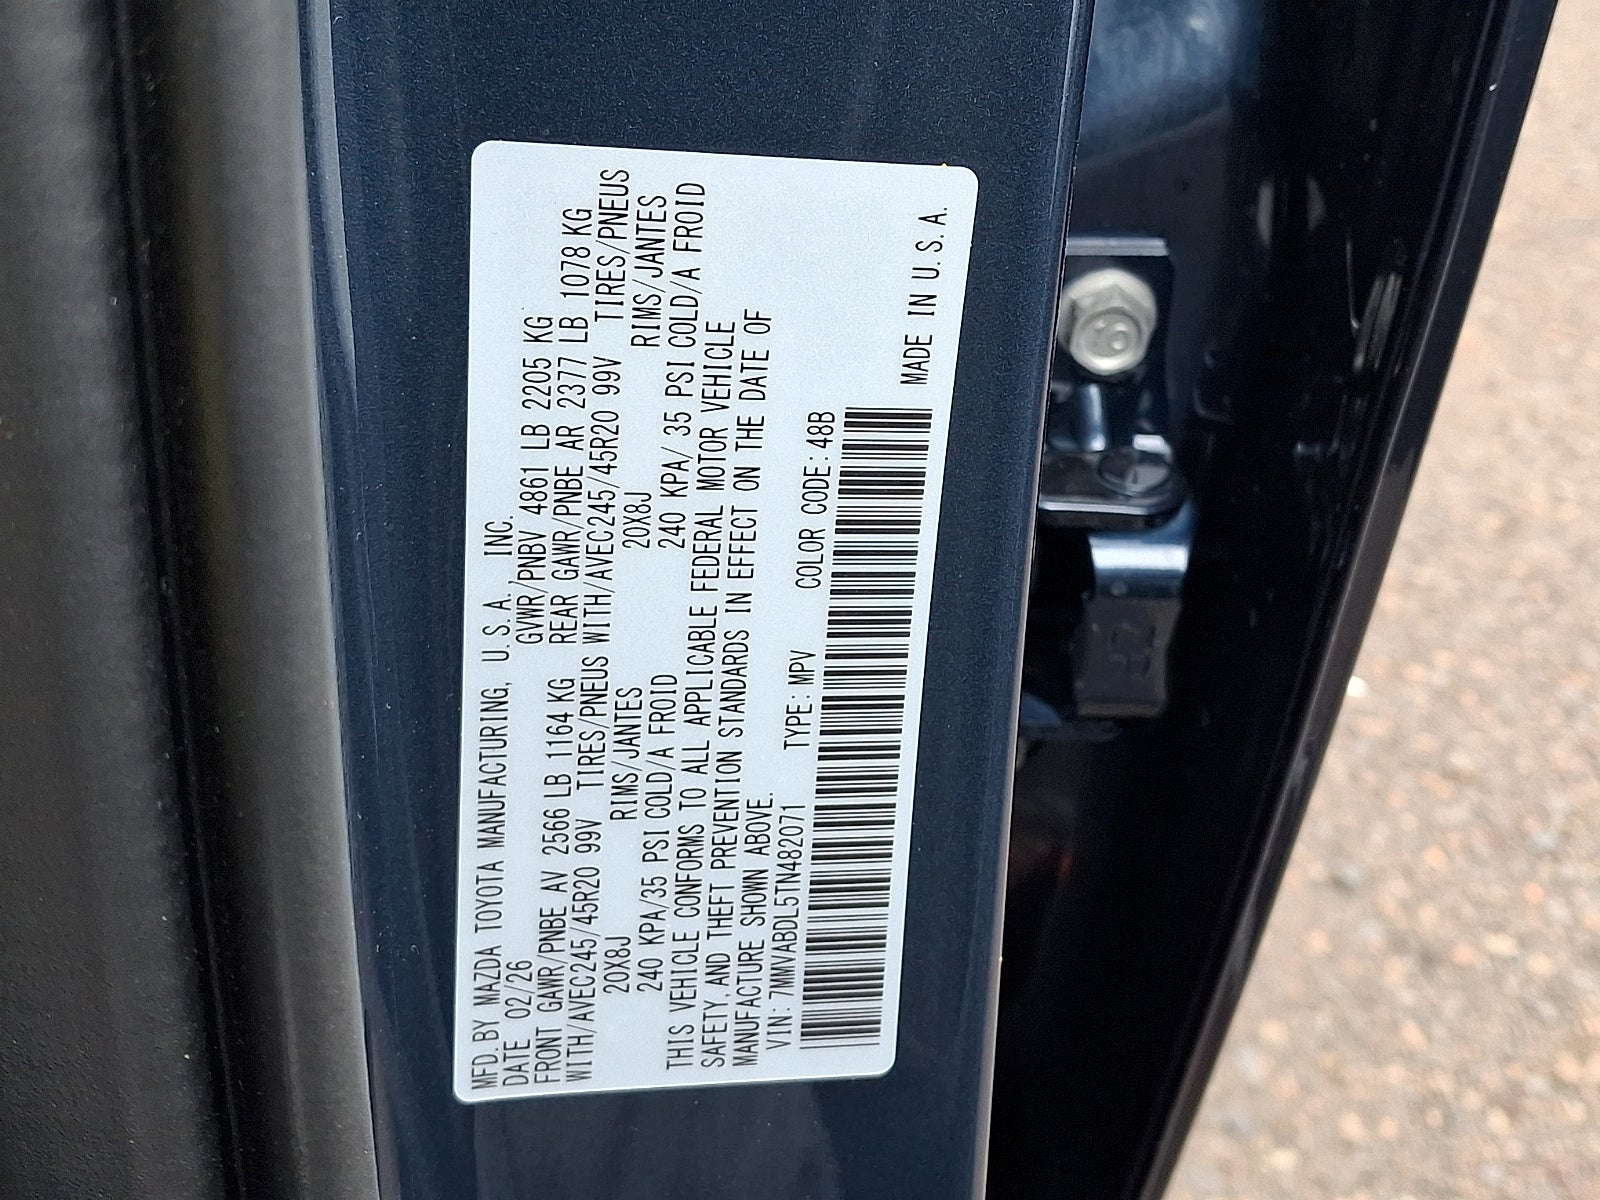 MFD. BY MAZDA TOYOTA MANUFACTURING, U.S.A., INC.
DATE 02/26 GVWR/PNBV 4861 LB 2205 KG
FRONT GAWR/PNBE AV 2566 LB 1164 KG REAR GAWR/PNBE AR 2377 LB 1078 KG
WITH/AVEC245/45R20 99V TIRES/PNEUS WITH/AVEC245/45R20 99V TIRES/PNEUS
20X8J RIMS/JANTES 20X8J RIMS/JANTES
240 KPA/35 PSI COLD/A FROID 240 KPA/ 35 PSI COLD/A FROID
THIS VEHICLE CONFORMS TO ALL APPLICABLE FEDERAL MOTOR VEHICLE
SAFETY, AND THEFT PREVENTION STANDARDS IN EFFECT ON THE DATE OF
MANUFACTURE SHOWN ABOVE.
VIN: 7MMVABDL5TN482071 TYPE: MPV COLOR CODE: 48B
MADE IN U.S.A.